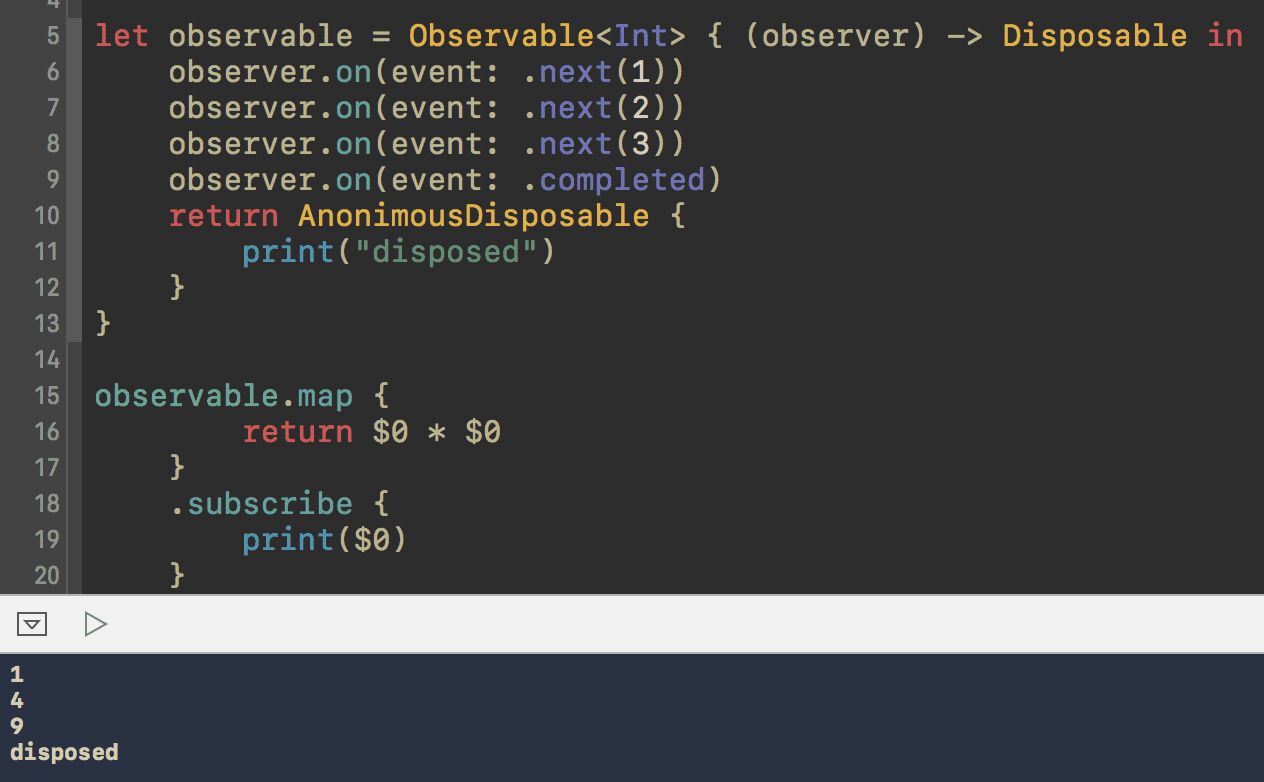 4
5 let observable = Observable<Int> { (observer) -> Disposable in
6     observer.on(event: .next(1))
7     observer.on(event: .next(2))
8     observer.on(event: .next(3))
9     observer.on(event: .completed)
10     return AnonimousDisposable {
11         print("disposed")
12     }
13 }
14
15 observable.map {
16         return $0 * $0
17     }
18     .subscribe {
19         print($0)
20     }
1
4
9
disposed